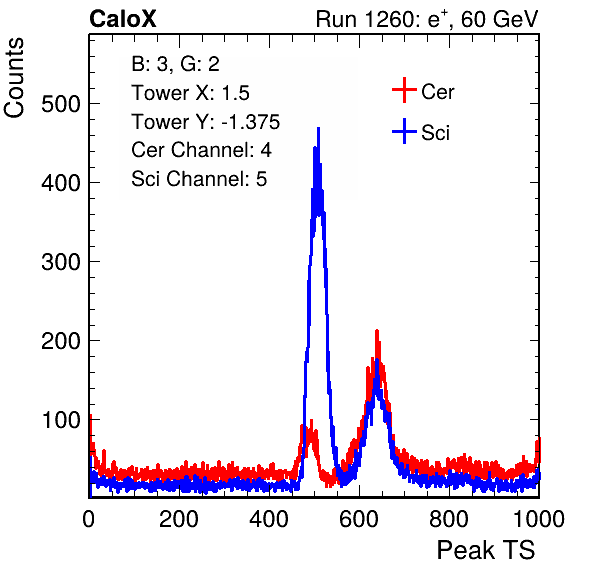 CaloX Run 1260: e⁺, 60 GeV
B: 3, G: 2
Tower X: 1.5
Tower Y: -1.375
Cer Channel: 4
Sci Channel: 5
Cer
Sci
Counts
500
400
300
200
100
0 200 400 600 800 1000
Peak TS